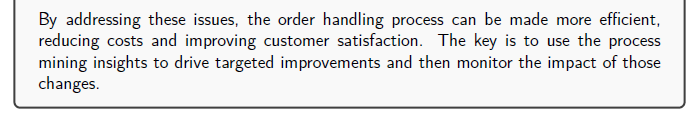 By addressing these issues, the order handling process can be made more efficient,
reducing costs and improving customer satisfaction. The key is to use the process
mining insights to drive targeted improvements and then monitor the impact of those
changes.